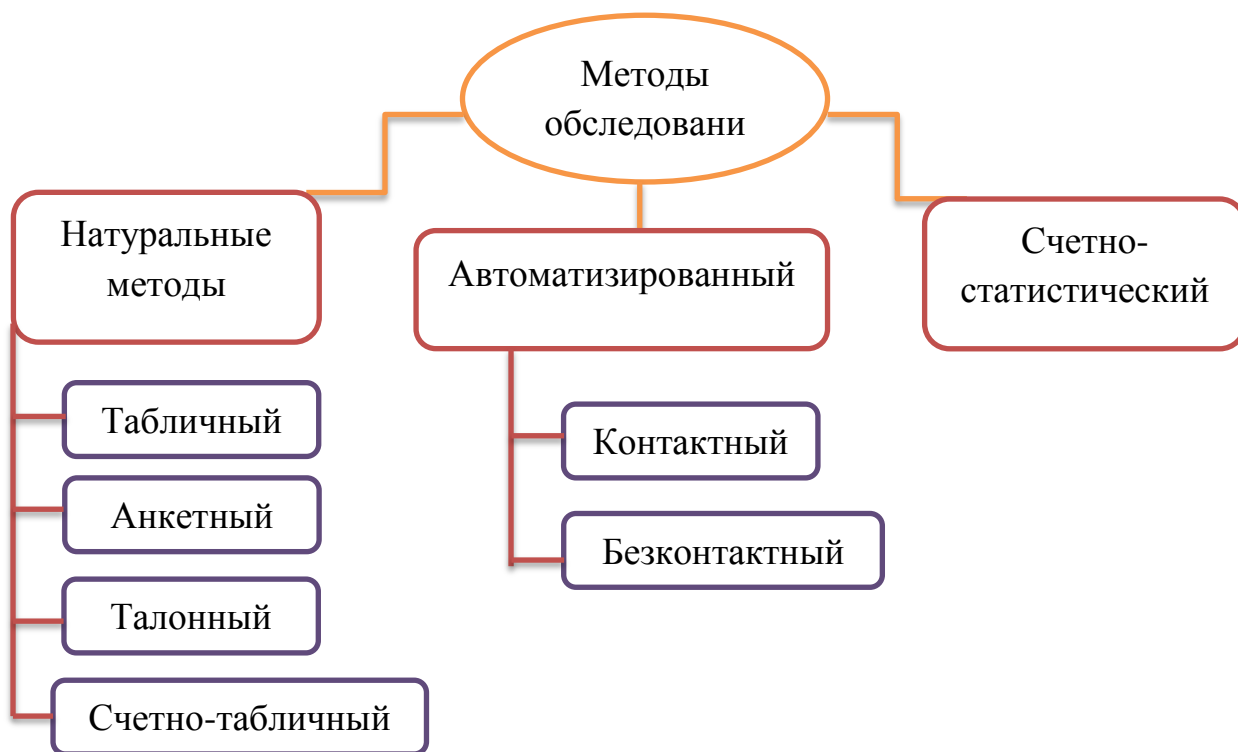 Методы
обследовани
Натуральные
методы
Автоматизированный
Счетно-
статистический
Табличный
Анкетный
Талонный
Счетно-табличный
Контактный
Безконтактный